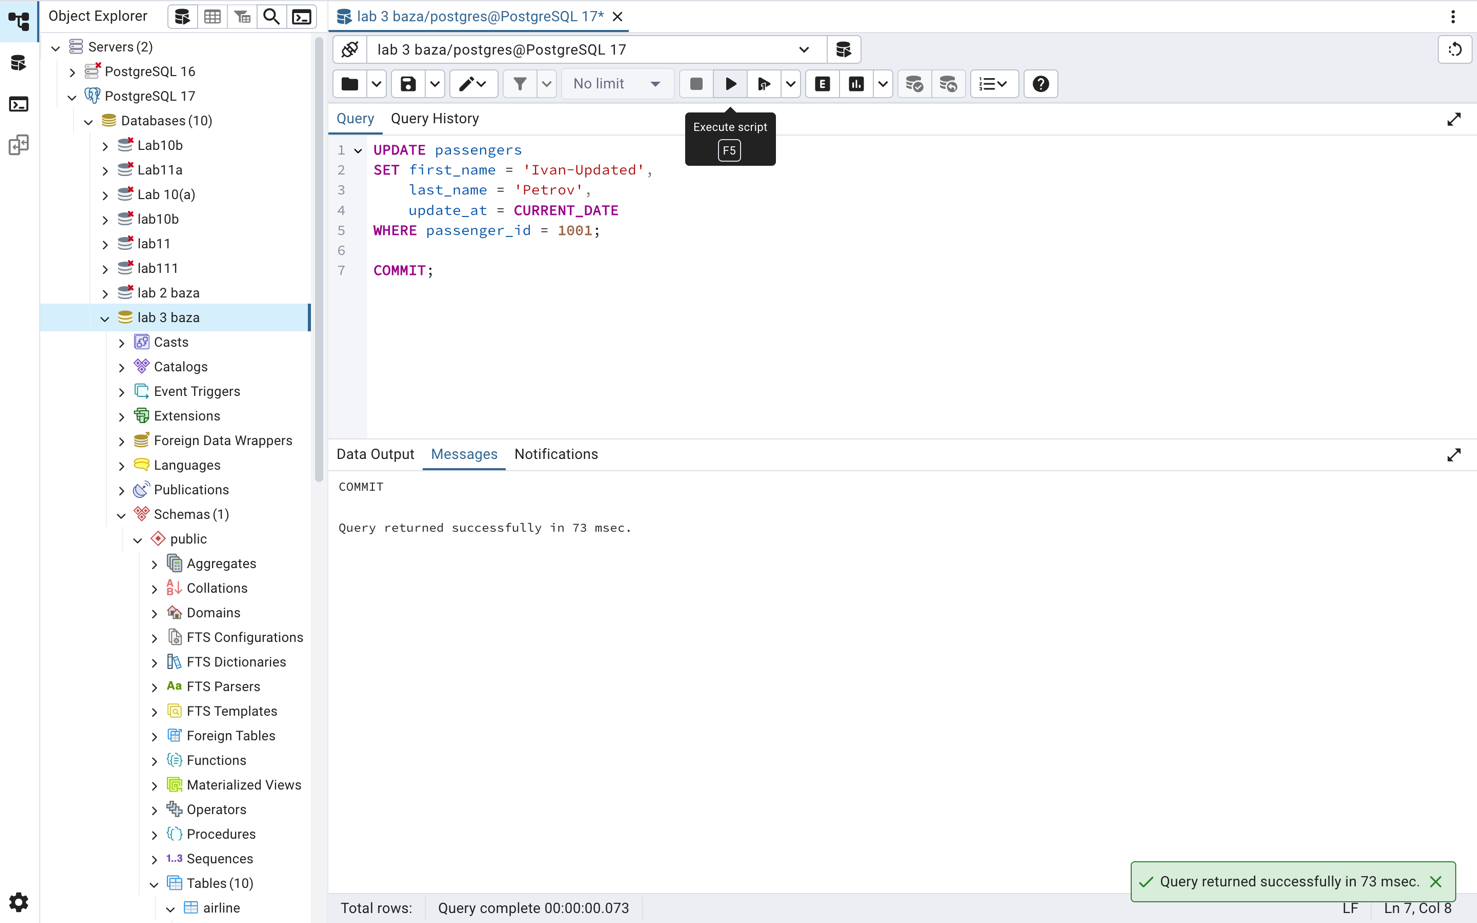 Object Explorer
lab 3 baza/postgres@PostgreSQL 17*
Servers (2)
PostgreSQL 16
PostgreSQL 17
Databases (10)
Lab10b
Lab11a
Lab 10(a)
lab10b
lab11
lab111
lab 2 baza
lab 3 baza
Casts
Catalogs
Event Triggers
Extensions
Foreign Data Wrappers
Languages
Publications
Schemas (1)
public
Aggregates
Collations
Domains
FTS Configurations
FTS Dictionaries
Aa FTS Parsers
FTS Templates
Foreign Tables
Functions
Materialized Views
Operators
Procedures
1..3 Sequences
Tables (10)
airline
lab 3 baza/postgres@PostgreSQL 17
No limit
E
Query Query History
Execute script
F5
1 UPDATE passengers
2 SET first_name = 'Ivan-Updated',
3 last_name = 'Petrov',
4 update_at = CURRENT_DATE
5 WHERE passenger_id = 1001;
6
7 COMMIT;
Data Output Messages Notifications
COMMIT
Query returned successfully in 73 msec.
Query returned successfully in 73 msec.
Total rows: Query complete 00:00:00.073 LF Ln 7, Col 8